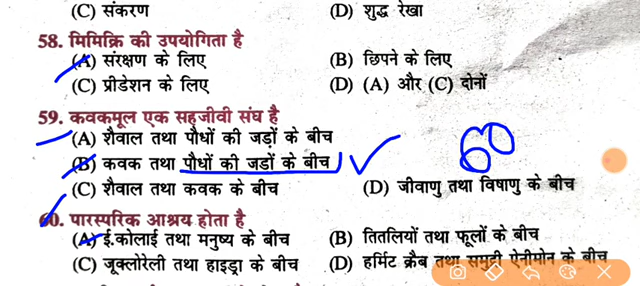 (C) संकरण (D) शुद्ध रेखा
58. मिमिक्रि की उपयोगिता है
(A) संरक्षण के लिए (B) छिपने के लिए
(C) प्रीडेशन के लिए (D) (A) और (C) दोनों
59. कवकमूल एक सहजीवी संघ है
(A) शैवाल तथा पौधों की जड़ों के बीच
(B) कवक तथा पौधों की जडों के बीच
(C) शैवाल तथा कवक के बीच (D) जीवाणु तथा विषाणु के बीच
60. पारस्परिक आश्रय होता है
(A) ई.कोलाई तथा मनुष्य के बीच (B) तितलियों तथा फूलों के बीच
(C) जूक्लोरेली तथा हाइड्रा के बीच (D) हर्मिट क्रैब तथा समुद्री ऐनीमोन के बीच
60